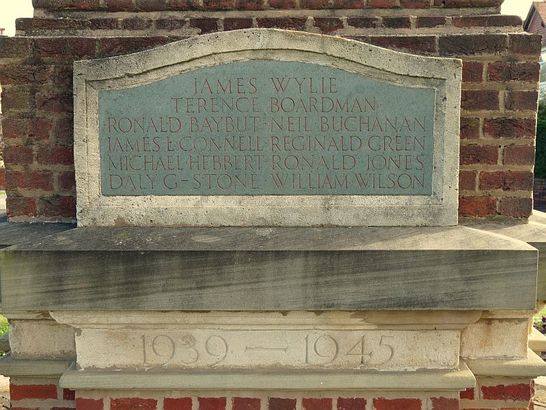 JAMES WYLIE
TERENCE BOARDMAN
RONALD BAYBUT · NEIL BUCHANAN
JAMES E CONNELL · REGINALD GREEN
MICHAEL · HEBBERT · RONALD JONES
DALY G-STONE · WILLIAM WILSON
1939 — 1945